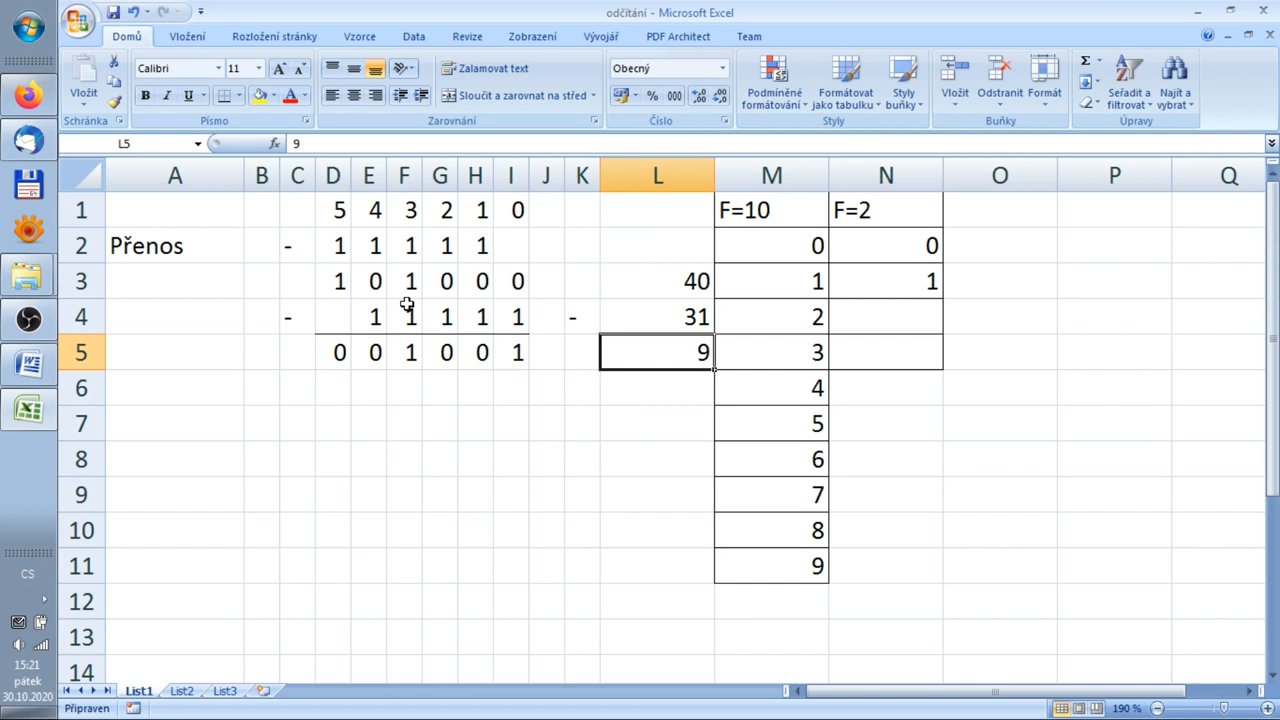 odčítání - Microsoft Excel
Domů Vložení Rozložení stránky Vzorce Data Revize Zobrazení Vývojář PDF Architect Team
Vložit
Calibri 11
B I U
Zalamovat text
Sloučit a zarovnat na střed
Obecný
% 000
Podmíněné formátování
Formátovat jako tabulku
Styly buňky
Vložit Odstranit Formát
Seřadit a filtrovat
Najít a vybrat
Schránka Písmo Zarovnání Číslo Styly Buňky Úpravy
L5 fx 9
A B C D E F G H I J K L M N O P Q
1 5 4 3 2 1 0 F=10 F=2
2 Přenos - 1 1 1 1 1 0 0
3 1 0 1 0 0 0 40 1 1
4 - 1 1 1 1 1 - 31 2
5 0 0 1 0 0 1 9 3
6 4
7 5
8 6
9 7
10 8
11 9
12
13
14
List1 List2 List3
Připraven 190 %
CS
15:21
pátek
30.10.2020